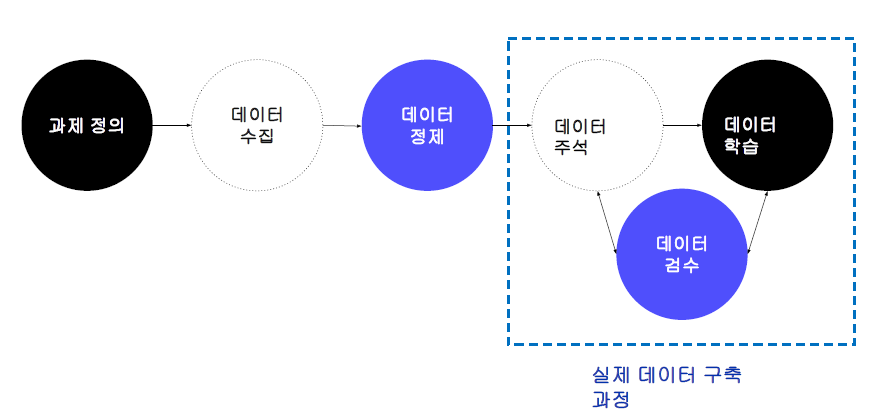 과제 정의
데이터
수집
데이터
정제
데이터
주석
데이터
학습
데이터
검수
실제 데이터 구축
과정